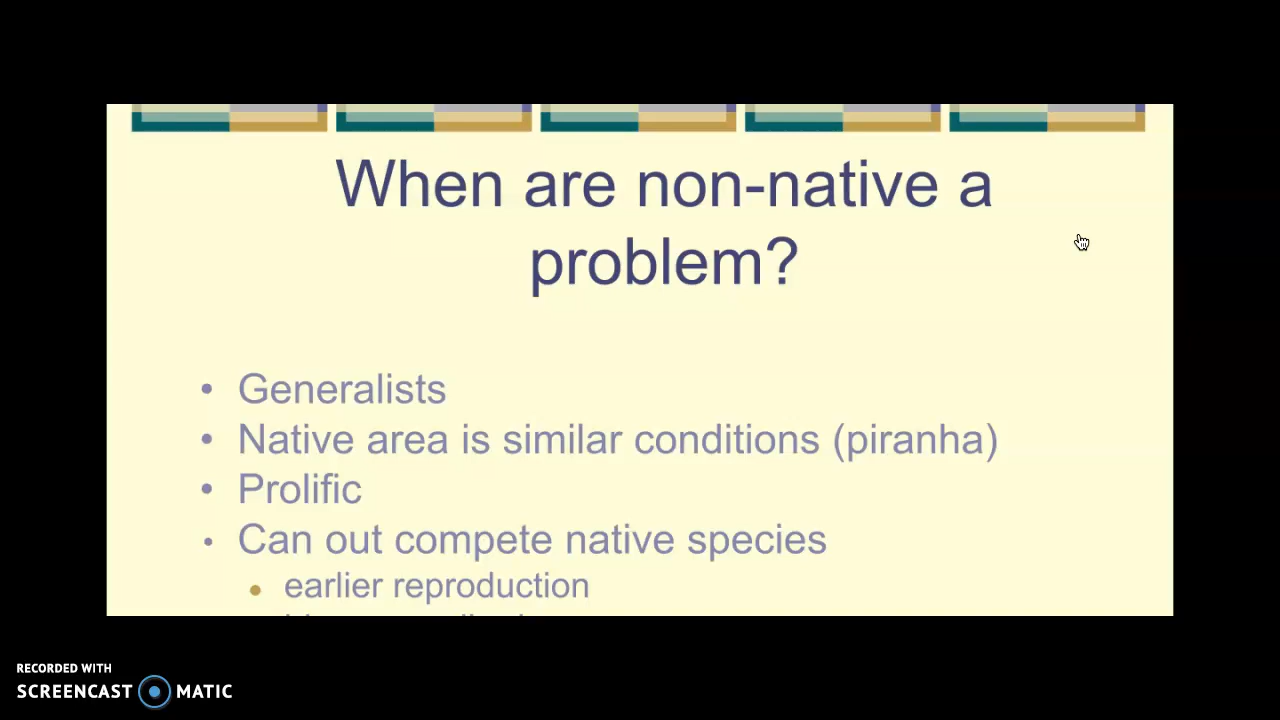 When are non-native a
problem?
• Generalists
• Native area is similar conditions (piranha)
• Prolific
• Can out compete native species
• earlier reproduction
RECORDED WITH
SCREENCAST MATIC